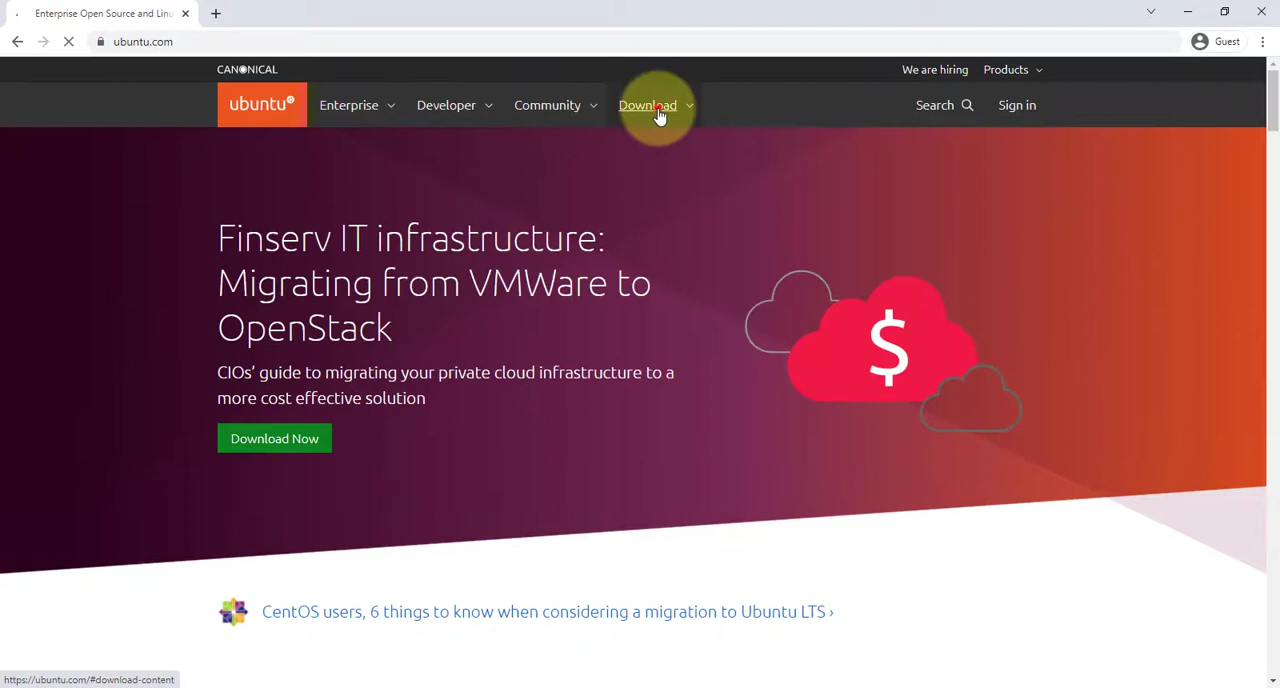 Enterprise Open Source and Linu
ubuntu.com
Guest
CANONICAL
We are hiring Products
ubuntu Enterprise Developer Community Download Search Sign in
Finserv IT infrastructure:
Migrating from VMWare to
OpenStack
$
CIOs’ guide to migrating your private cloud infrastructure to a
more cost effective solution
Download Now
CentOS users, 6 things to know when considering a migration to Ubuntu LTS ›
https://ubuntu.com/#download-content